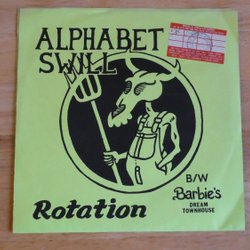 ALPHABET
SWILL
Rotation
B/W
Barbie's
DREAM
TOWNHOUSE